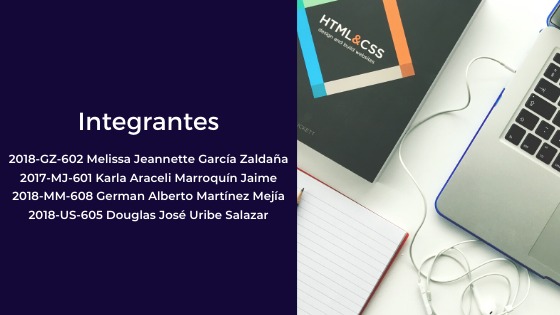 Integrantes
2018-GZ-602 Melissa Jeannette García Zaldaña
2017-MJ-601 Karla Araceli Marroquín Jaime
2018-MM-608 German Alberto Martínez Mejía
2018-US-605 Douglas José Uribe Salazar
HTML&CSS
design and build websites